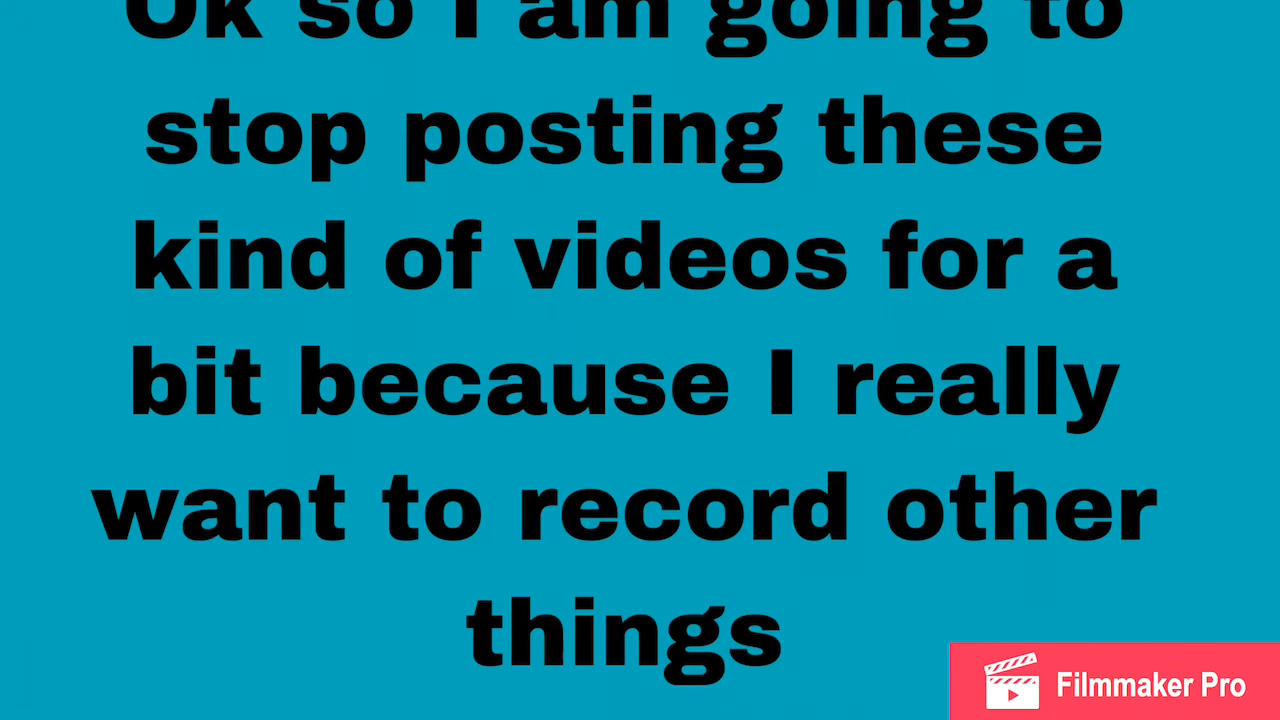 Ok so I am going to
stop posting these
kind of videos for a
bit because I really
want to record other
things
Filmmaker Pro